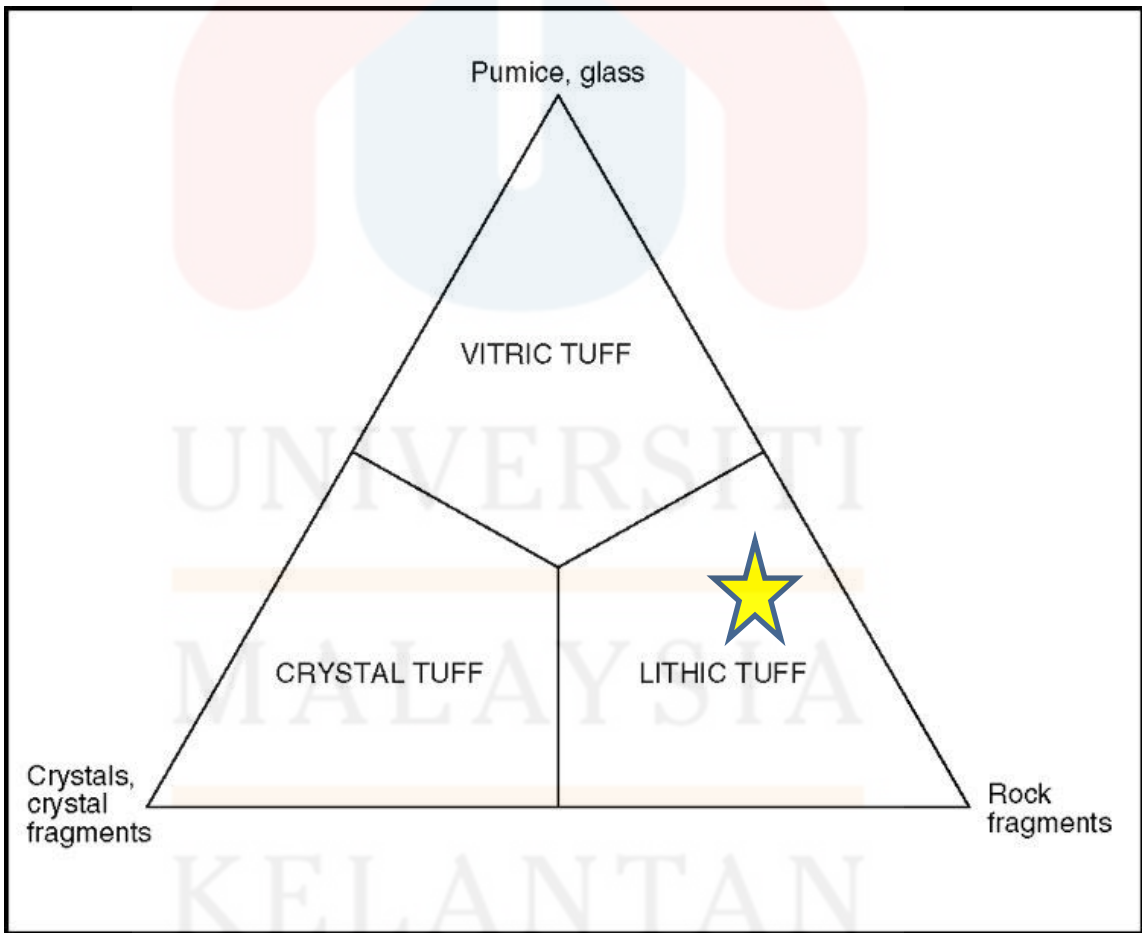 Pumice, glass
VITRIC TUFF
UNIVERSITI
CRYSTAL TUFF
LITHIC TUFF
MALAYSIA
Crystals,
crystal
fragments
Rock
fragments
KELANTAN